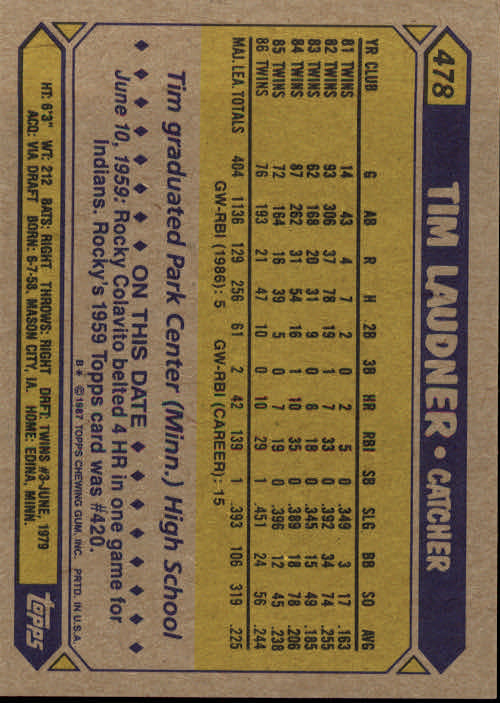 478
TIM LAUDNER • CATCHER
YR CLUB G AB R H 2B 3B HR RBI SB SLG BB SO AVG
81 TWINS 14 43 4 7 2 0 2 5 0 .349 3 17 .163
82 TWINS 93 306 37 78 19 1 7 33 0 .392 34 74 .255
83 TWINS 62 168 20 31 9 0 6 18 0 .345 15 49 .185
84 TWINS 87 262 31 54 16 1 10 35 0 .389 18 78 .206
85 TWINS 72 164 16 39 5 0 7 19 0 .396 12 45 .238
86 TWINS 76 193 21 47 10 0 10 29 1 .451 24 56 .244
MAJ. LEA. TOTALS 404 1136 129 256 61 2 42 139 1 .393 106 319 .225
GW-RBI (1986): 5 GW-RBI (CAREER): 15
Tim graduated Park Center (Minn.) High School
◆ ◆ ◆ ◆ ◆ ◆ ◆ ON THIS DATE ◆ ◆ ◆ ◆ ◆ ◆ ◆
June 10, 1959: Rocky Colavito belted 4 HR in one game for
Indians. Rocky's 1959 Topps card was #420.
B* ©1987 TOPPS CHEWING GUM, INC. PRTD. IN U.S.A.
HT: 6'3" WT: 212 BATS: RIGHT THROWS: RIGHT DRFT: TWINS #3-JUNE, 1979
ACQ: VIA DRAFT BORN: 6-7-58, MASON CITY, IA. HOME: EDINA, MINN.
topps